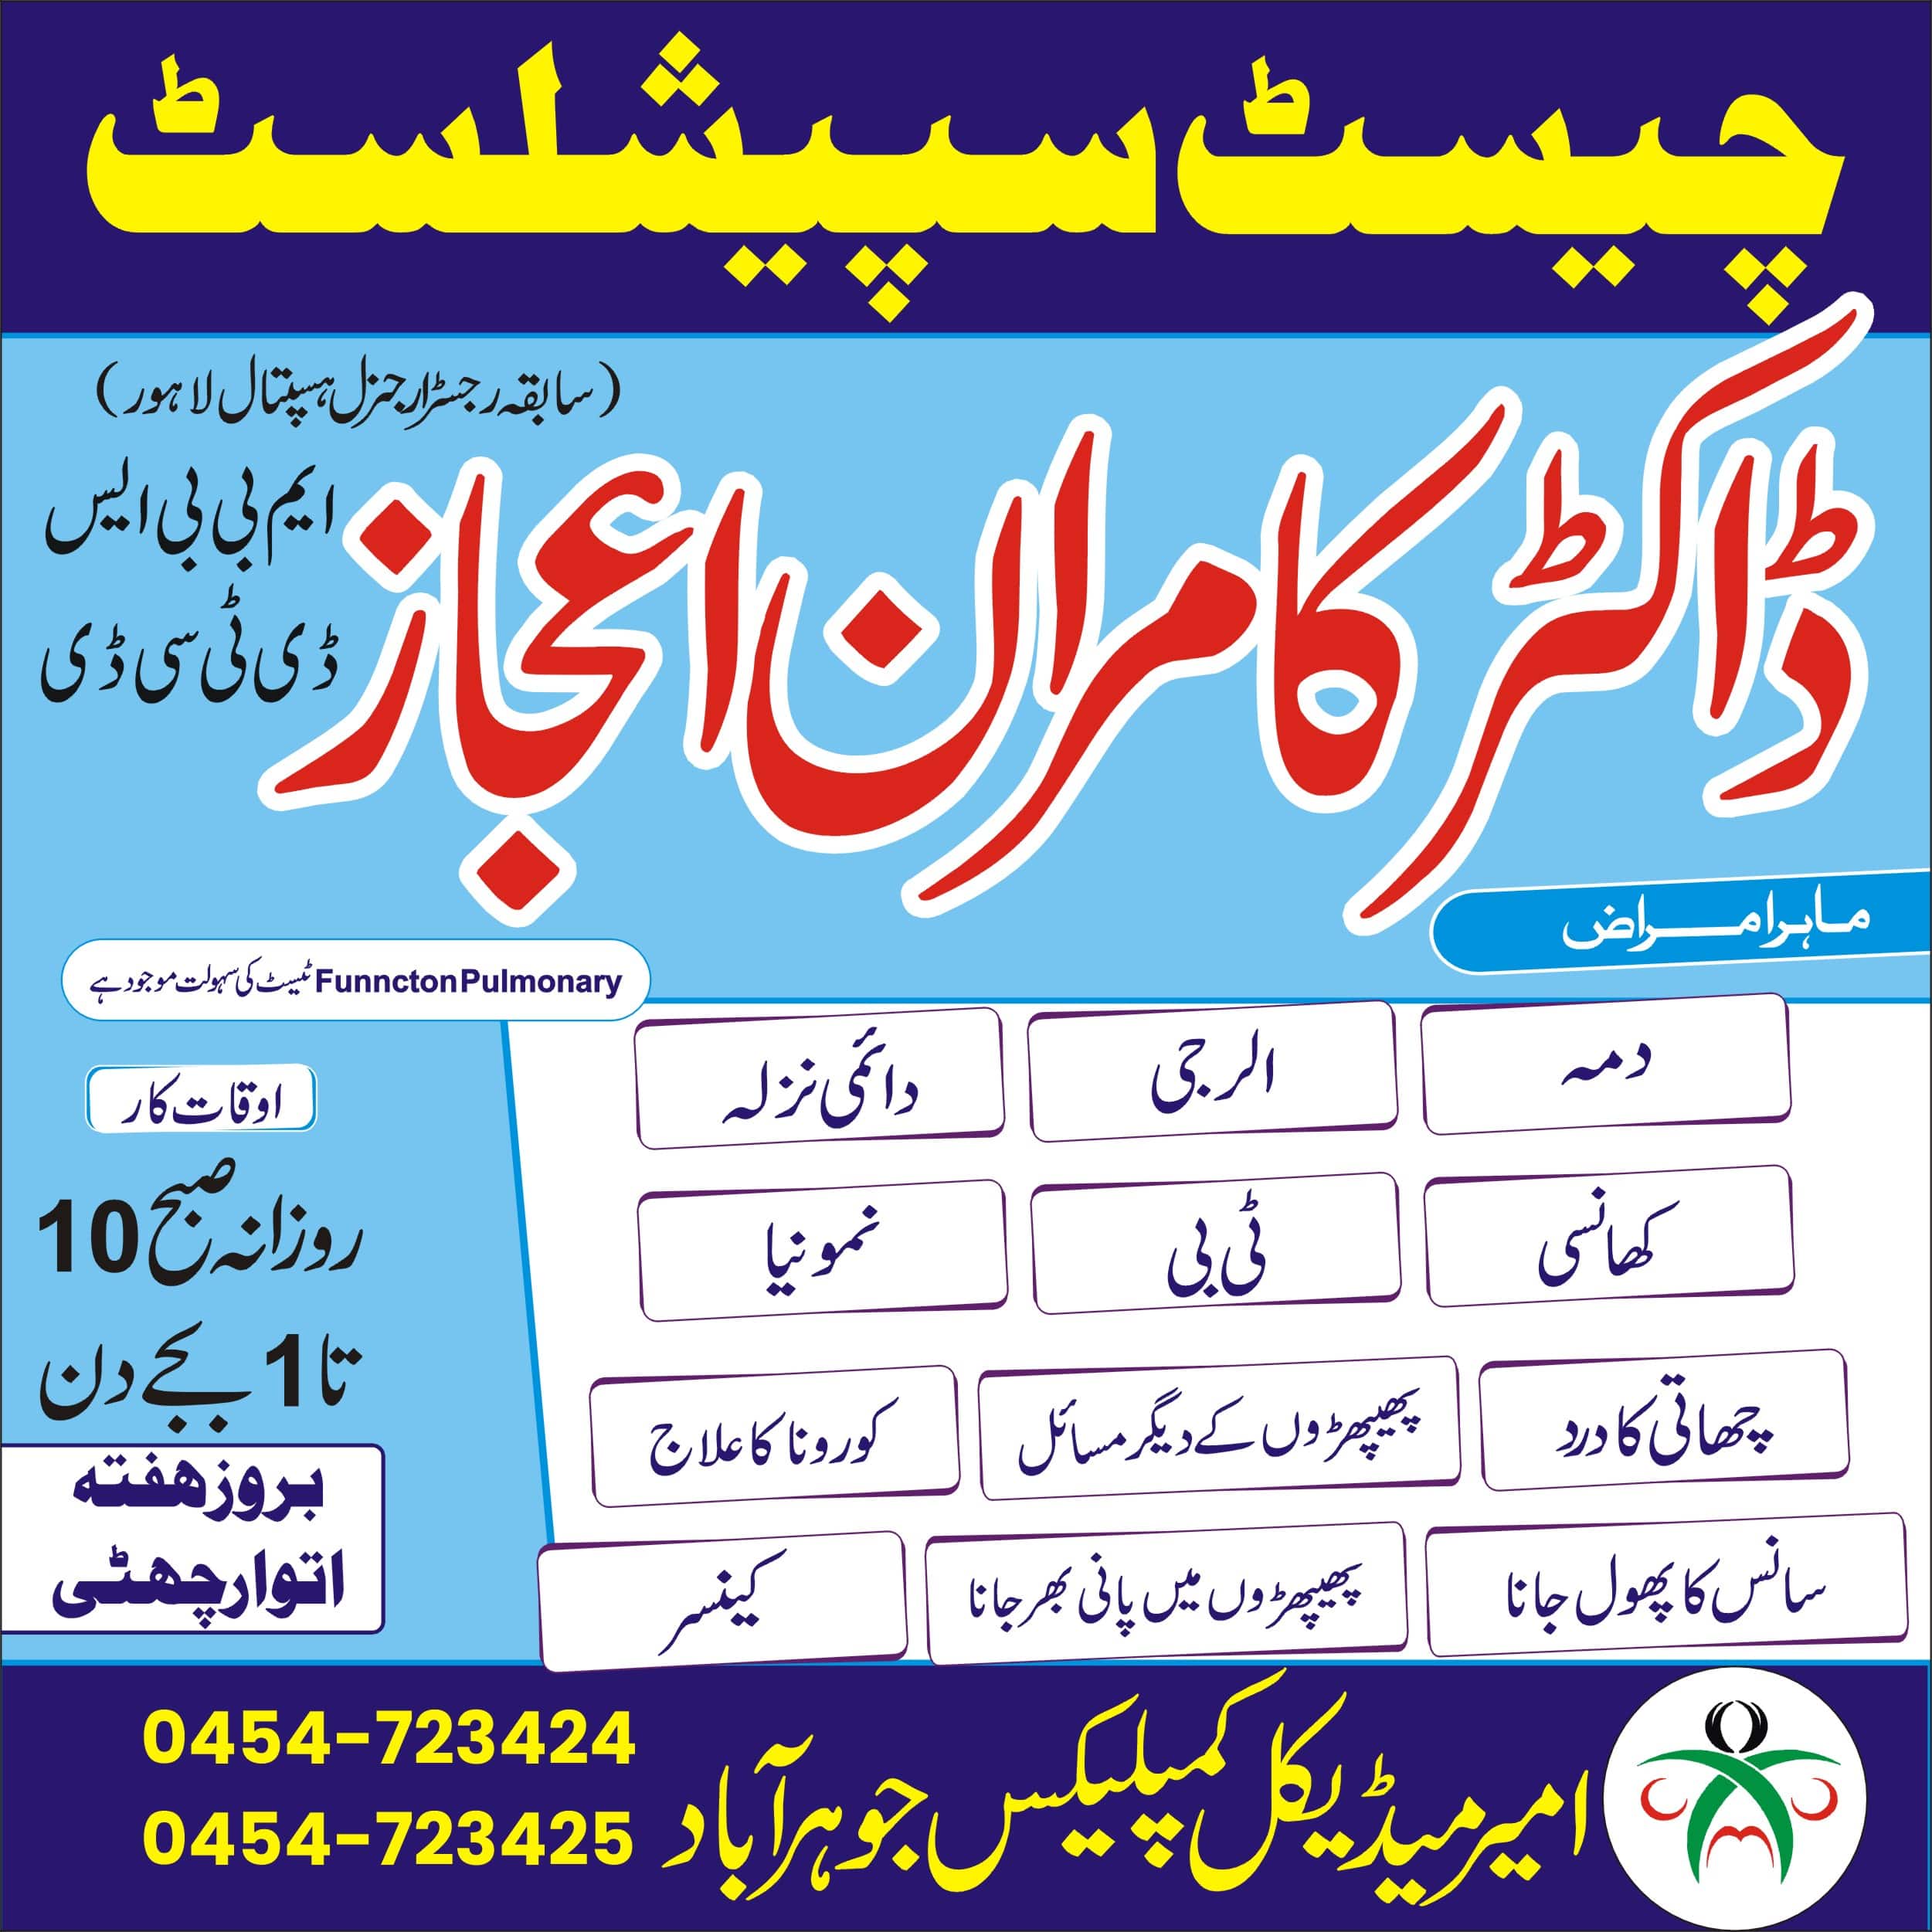 چیسٹ سپیشلسٹ
(سابقہ رجسٹرار جنرل ہسپتال لاہور)
ڈاکٹر کامران اعجاز
ایم بی بی ایس
ڈی ٹی سی ڈی
ماہر امراض
Funncton Pulmonary ٹیسٹ کی سہولت موجود ہے
دمہ
الرجی
دائمی نزلہ
کھانسی
ٹی بی
نمونیا
چھاتی کا درد
پھیپھڑوں کے دیگر مسائل
کورونا کا علاج
سانس کا پھول جانا
پھیپھڑوں میں پانی بھر جانا
کینسر
اوقات کار
روزانہ صبح 10
تا 1 بجے دن
بروز ہفتہ
اتوار چھٹی
امیر میڈیکل کمپلیکس جوہر آباد
0454-723424
0454-723425